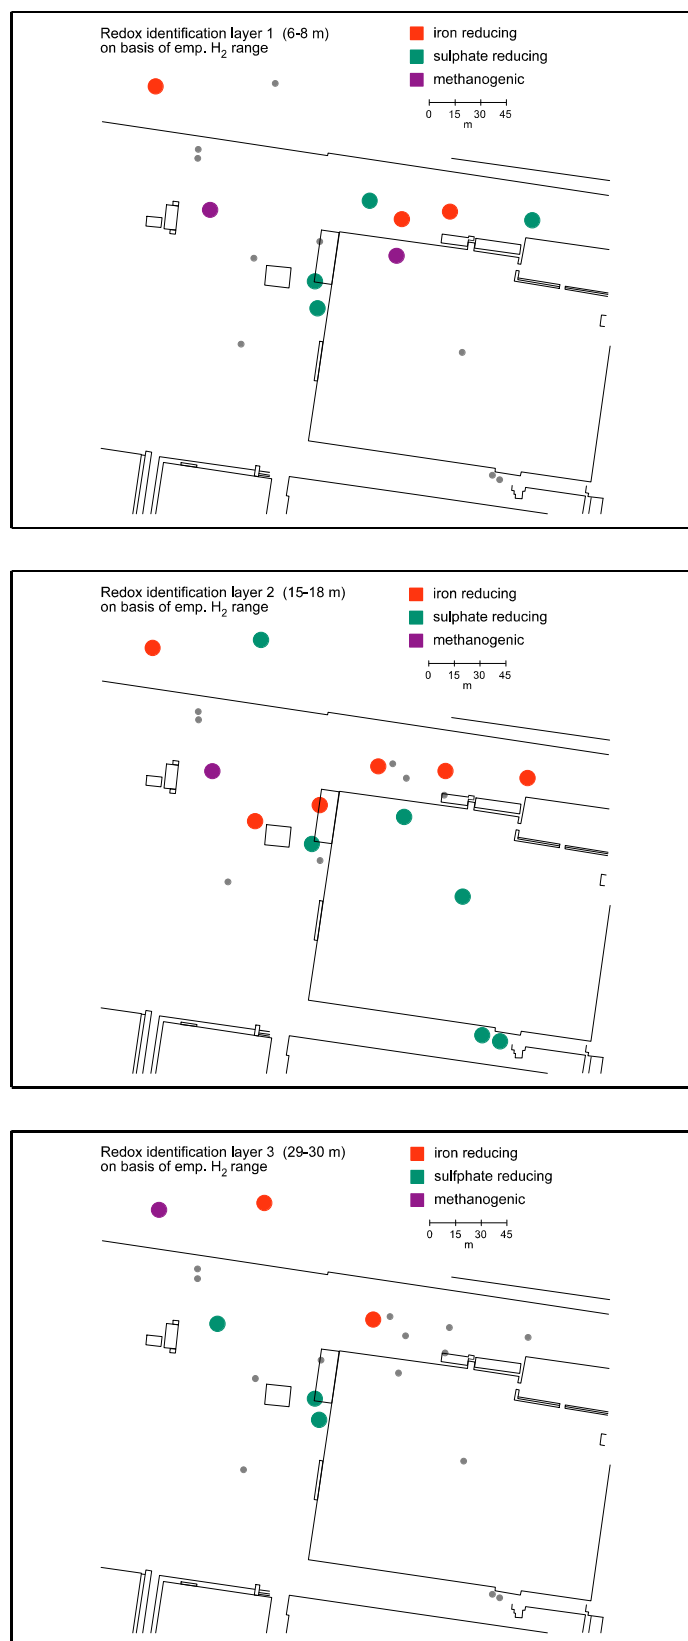 Redox identification layer 1 (6-8 m)
on basis of emp. H2 range
iron reducing
sulphate reducing
methanogenic
0 15 30 45
m
Redox identification layer 2 (15-18 m)
on basis of emp. H2 range
iron reducing
sulphate reducing
methanogenic
0 15 30 45
m
Redox identification layer 3 (29-30 m)
on basis of emp. H2 range
iron reducing
sulfphate reducing
methanogenic
0 15 30 45
m